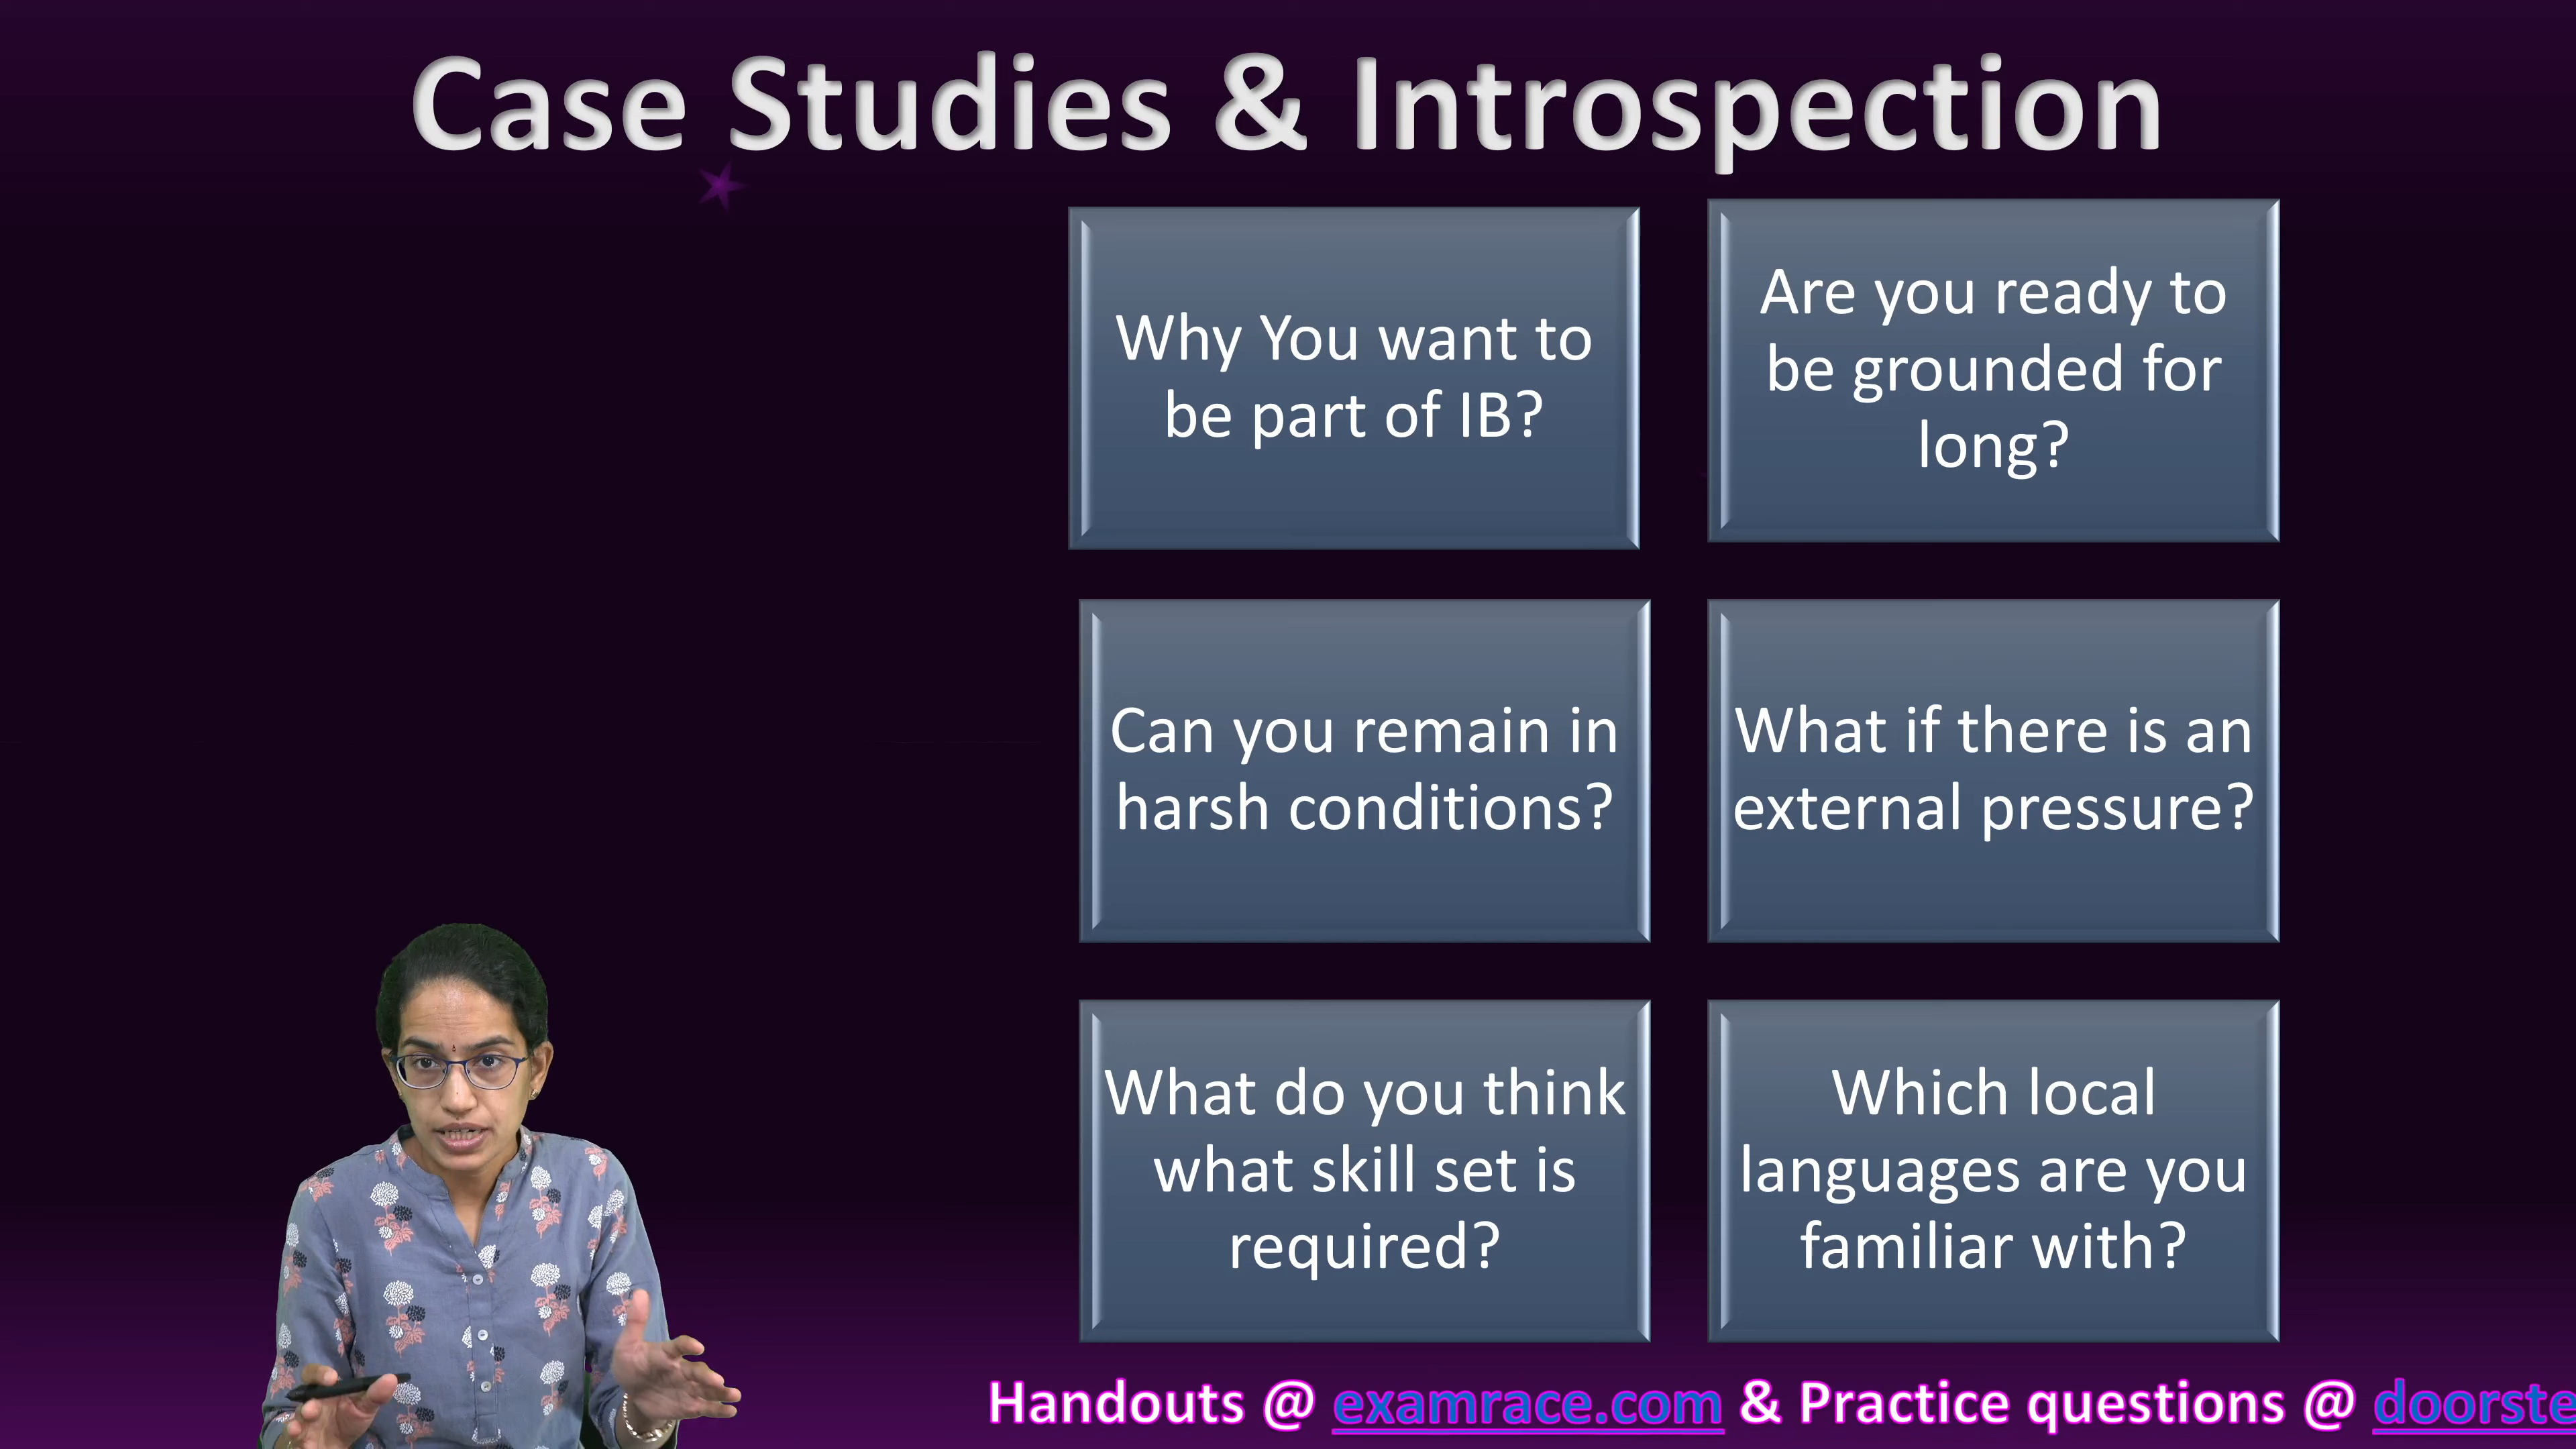 Case Studies & Introspection
Why You want to
be part of IB?
Are you ready to
be grounded for
long?
Can you remain in
harsh conditions?
What if there is an
external pressure?
What do you think
what skill set is
required?
Which local
languages are you
familiar with?
Handouts @ examrace.com & Practice questions @ doorste